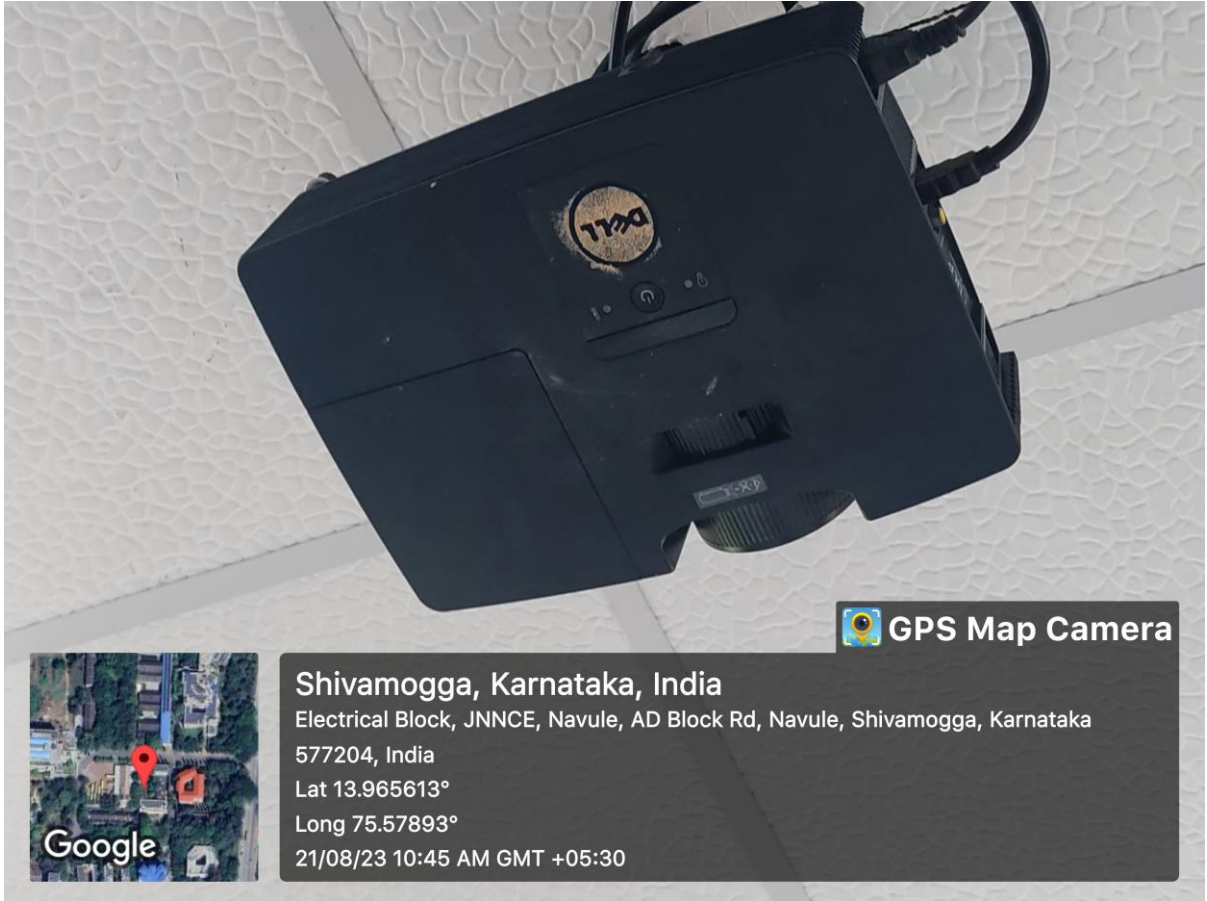 DELL
GPS Map Camera
Shivamogga, Karnataka, India
Electrical Block, JNNCE, Navule, AD Block Rd, Navule, Shivamogga, Karnataka
577204, India
Lat 13.965613°
Long 75.57893°
21/08/23 10:45 AM GMT +05:30
Google